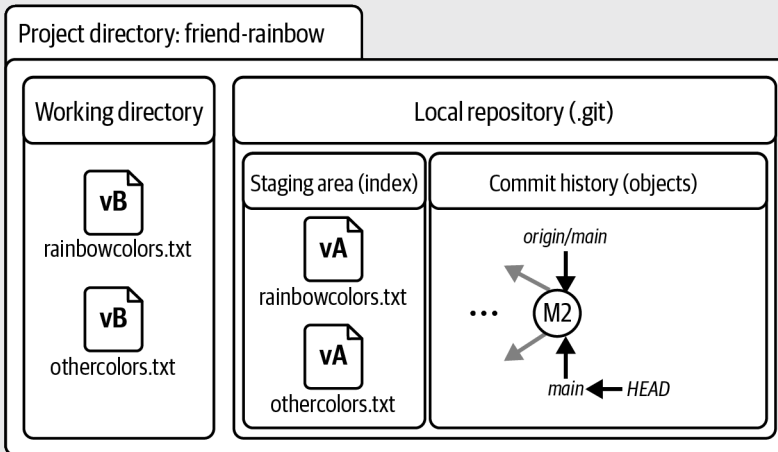 Project directory: friend-rainbow
Working directory
Local repository (.git)
Staging area (index)
Commit history (objects)
vB
rainbowcolors.txt
vB
othercolors.txt
vA
rainbowcolors.txt
vA
othercolors.txt
origin/main
... M2
main HEAD